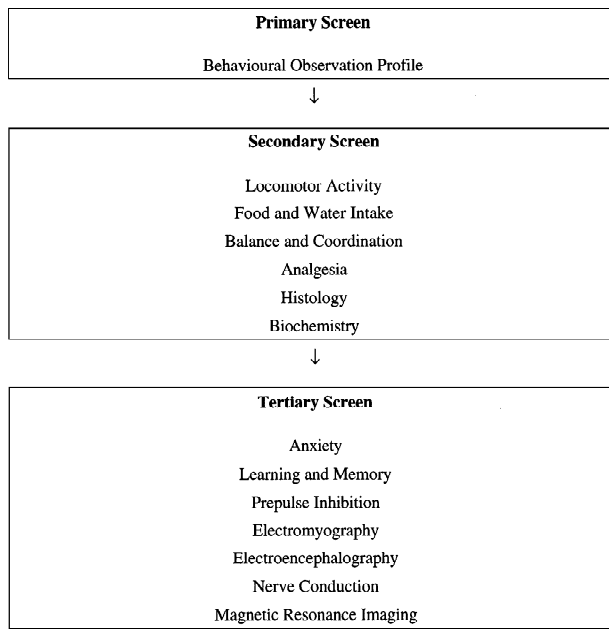 Primary Screen
Behavioural Observation Profile
↓
Secondary Screen
Locomotor Activity
Food and Water Intake
Balance and Coordination
Analgesia
Histology
Biochemistry
↓
Tertiary Screen
Anxiety
Learning and Memory
Prepulse Inhibition
Electromyography
Electroencephalography
Nerve Conduction
Magnetic Resonance Imaging